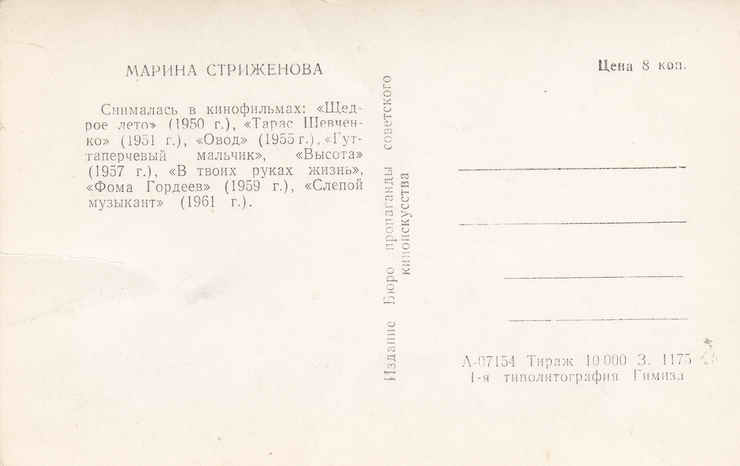 МАРИНА СТРИЖЕНОВА
Снималась в кинофильмах: «Щед-
рое лето» (1950 г.), «Тарас Шевчен-
ко» (1951 г.), «Овод» (1955 г.), «Гут-
таперчевый мальчик», «Высота»
(1957 г.), «В твоих руках жизнь»,
«Фома Гордеев» (1959 г.), «Слепой
музыкант» (1961 г.).
Издание Бюро пропаганды советского
киноискусства
Цена 8 коп.
А-07154 Тираж 10 000 З. 1175
1-я типолитография Гимиза